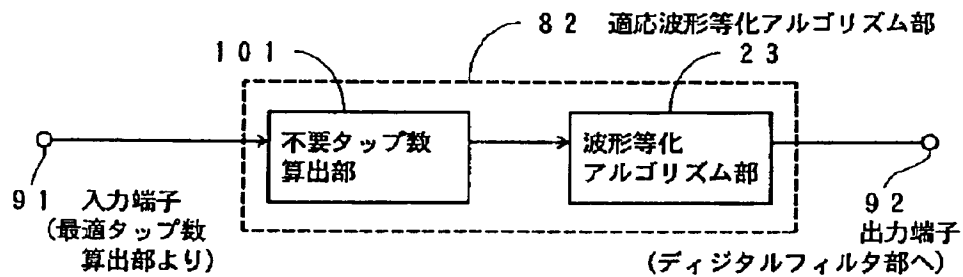 82 適応波形等化アルゴリズム部
101
23
不要タップ数
算出部
波形等化
アルゴリズム部
91 入力端子
(最適タップ数
算出部より)
92
出力端子
(ディジタルフィルタ部へ)